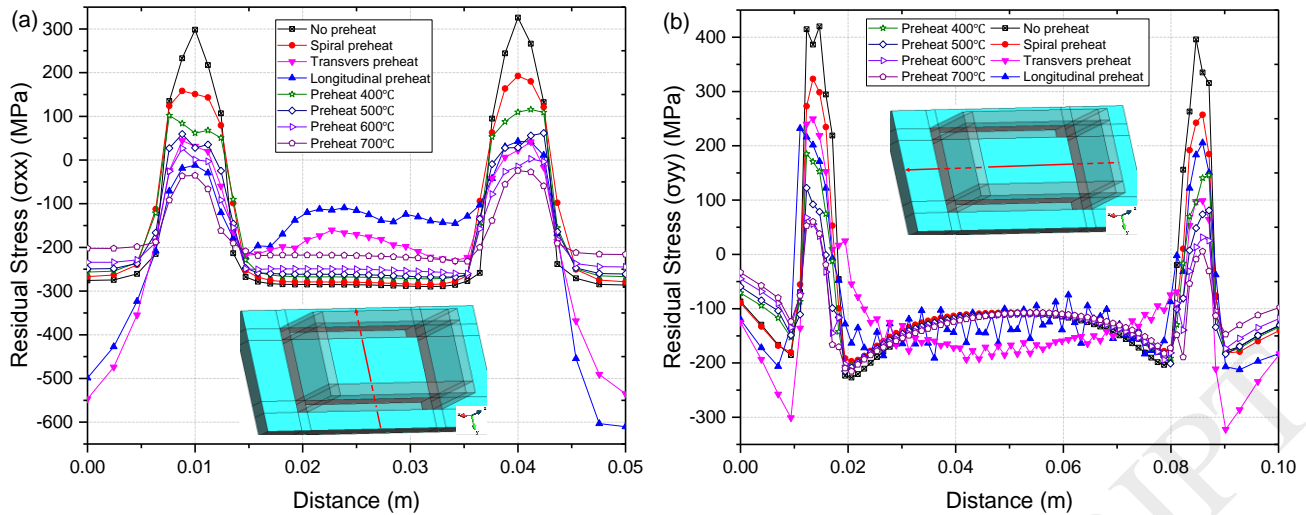 (a)
300
200
100
0
-100
-200
-300
-400
-500
-600
Residual Stress (σxx) (MPa)
No preheat
Spiral preheat
Transvers preheat
Longitudinal preheat
Preheat 400℃
Preheat 500℃
Preheat 600℃
Preheat 700℃
0.00
0.01
0.02
0.03
0.04
0.05
Distance (m)
(b)
400
300
200
100
0
-100
-200
-300
Residual Stress (σyy) (MPa)
Preheat 400℃ No preheat
Preheat 500℃ Spiral preheat
Preheat 600℃ Transvers preheat
Preheat 700℃ Longitudinal preheat
0.00
0.02
0.04
0.06
0.08
0.10
Distance (m)